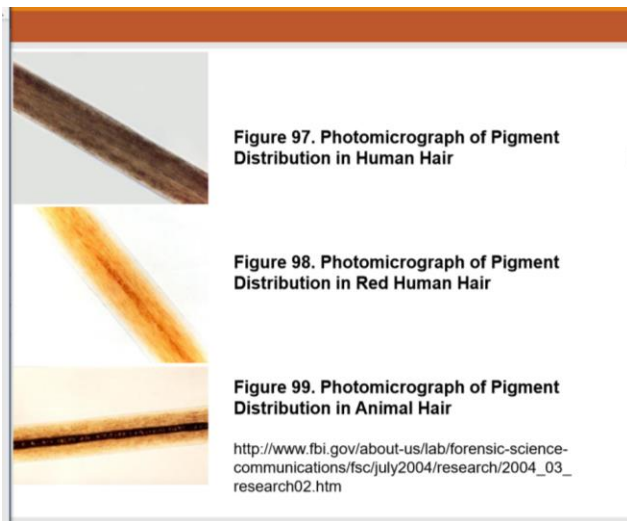 Figure 97. Photomicrograph of Pigment
Distribution in Human Hair
Figure 98. Photomicrograph of Pigment
Distribution in Red Human Hair
Figure 99. Photomicrograph of Pigment
Distribution in Animal Hair
http://www.fbi.gov/about-us/lab/forensic-science-
communications/fsc/july2004/research/2004_03_
research02.htm